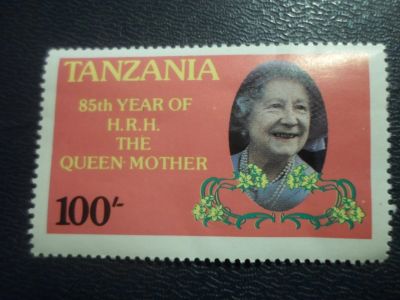 TANZANIA
85th YEAR OF
H.R.H.
THE
QUEEN·MOTHER
100/-